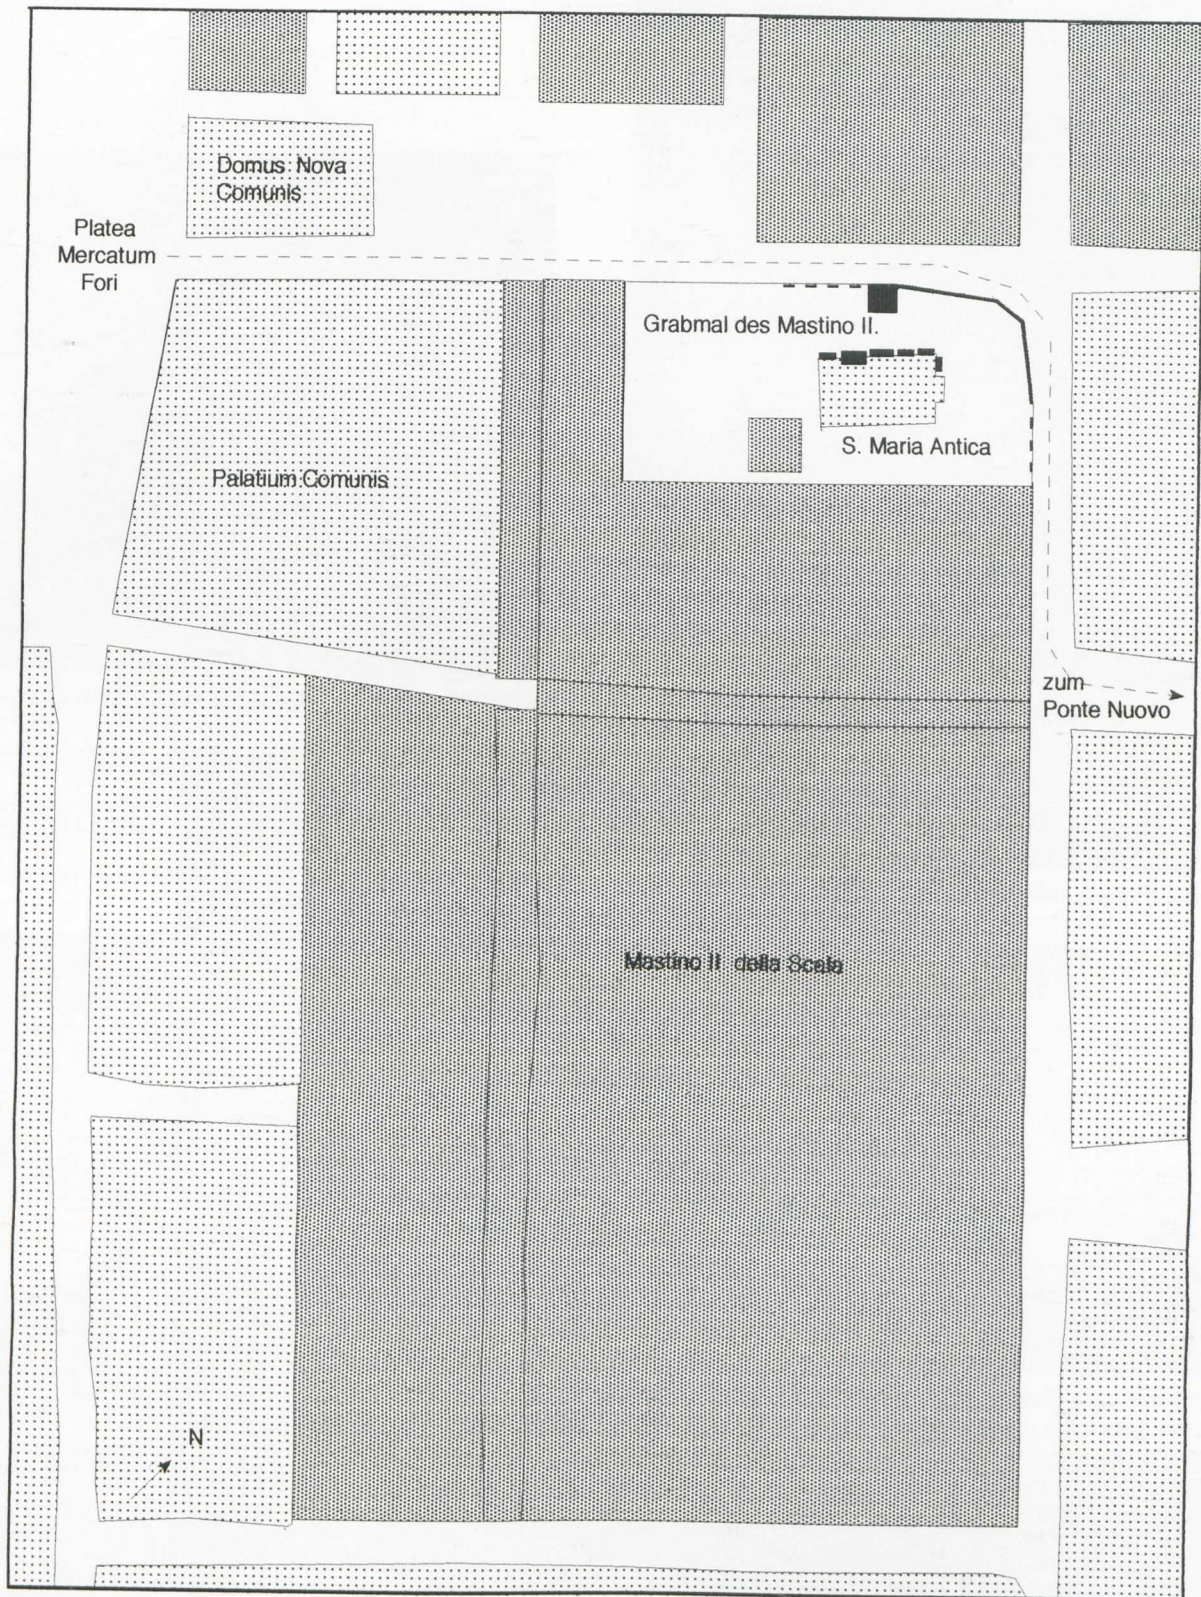 Domus Nova
Comunis
Platea
Mercatum
Fori
Grabmal des Mastino II.
S. Maria Antica
Palatium Comunis
zum
Ponte Nuovo
Mastino II della Scala
N